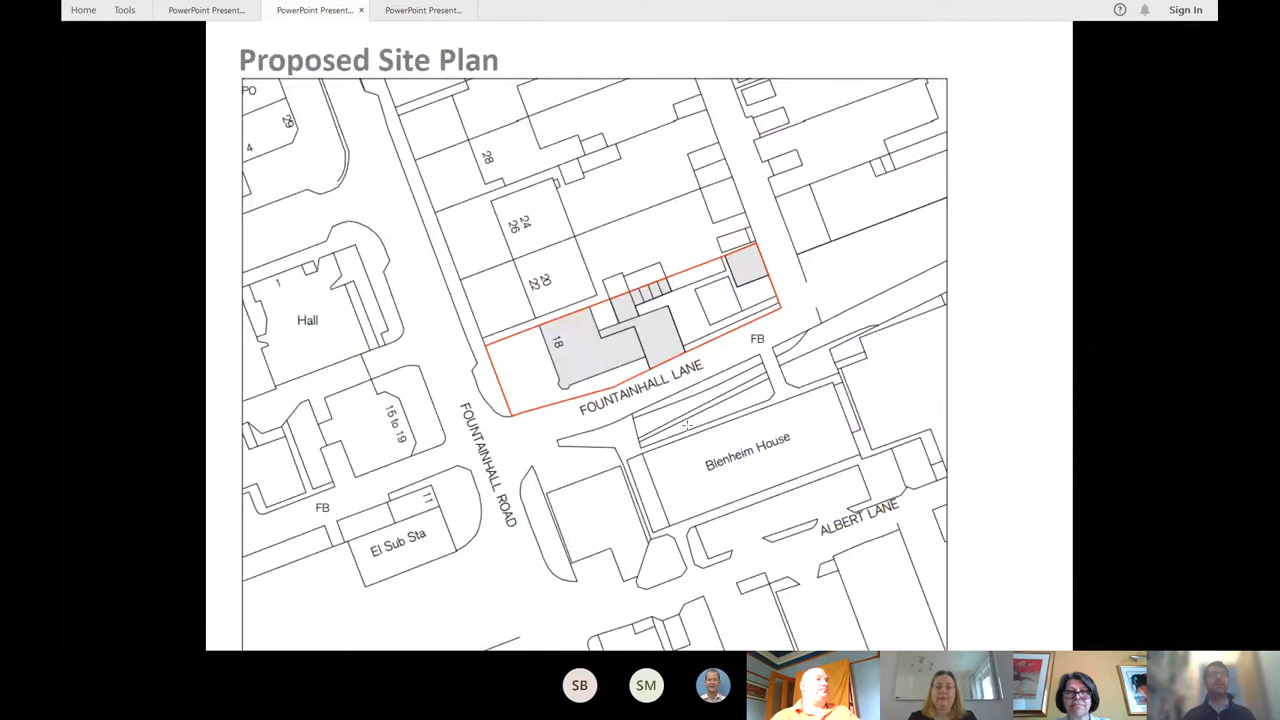 Home Tools PowerPoint Present... PowerPoint Present... × PowerPoint Present... ? Sign In
Proposed Site Plan
PO
29
4
28
24
26
20
22
1
Hall
18
FB
FOUNTAINHALL LANE
15 to 19
FOUNTAINHALL ROAD
Blenheim House
11
FB
El Sub Sta
ALBERT LANE
SB SM